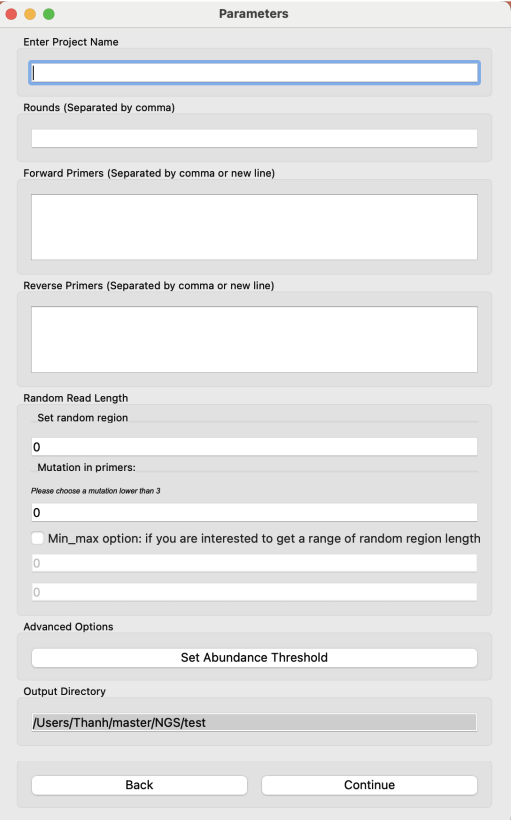 Parameters
Enter Project Name
Rounds (Separated by comma)
Forward Primers (Separated by comma or new line)
Reverse Primers (Separated by comma or new line)
Random Read Length
Set random region
0
Mutation in primers:
Please choose a mutation lower than 3
0
Min_max option: if you are interested to get a range of random region length
0
0
Advanced Options
Set Abundance Threshold
Output Directory
/Users/Thanh/master/NGS/test
Back Continue